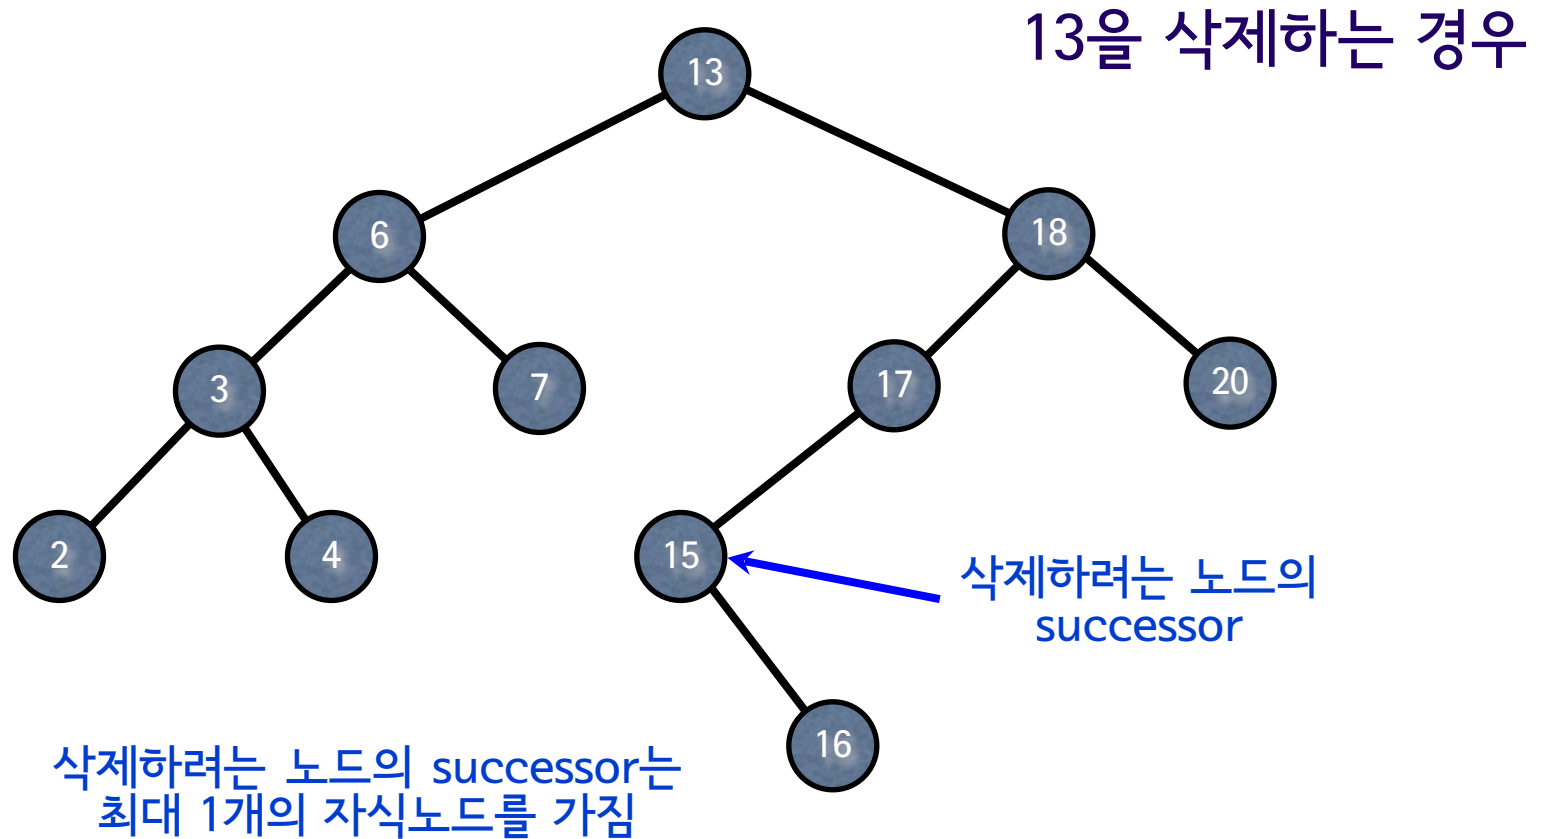 13을 삭제하는 경우
13
6
18
3
7
17
20
2
4
15
삭제하려는 노드의
successor
16
삭제하려는 노드의 successor는
최대 1개의 자식노드를 가짐